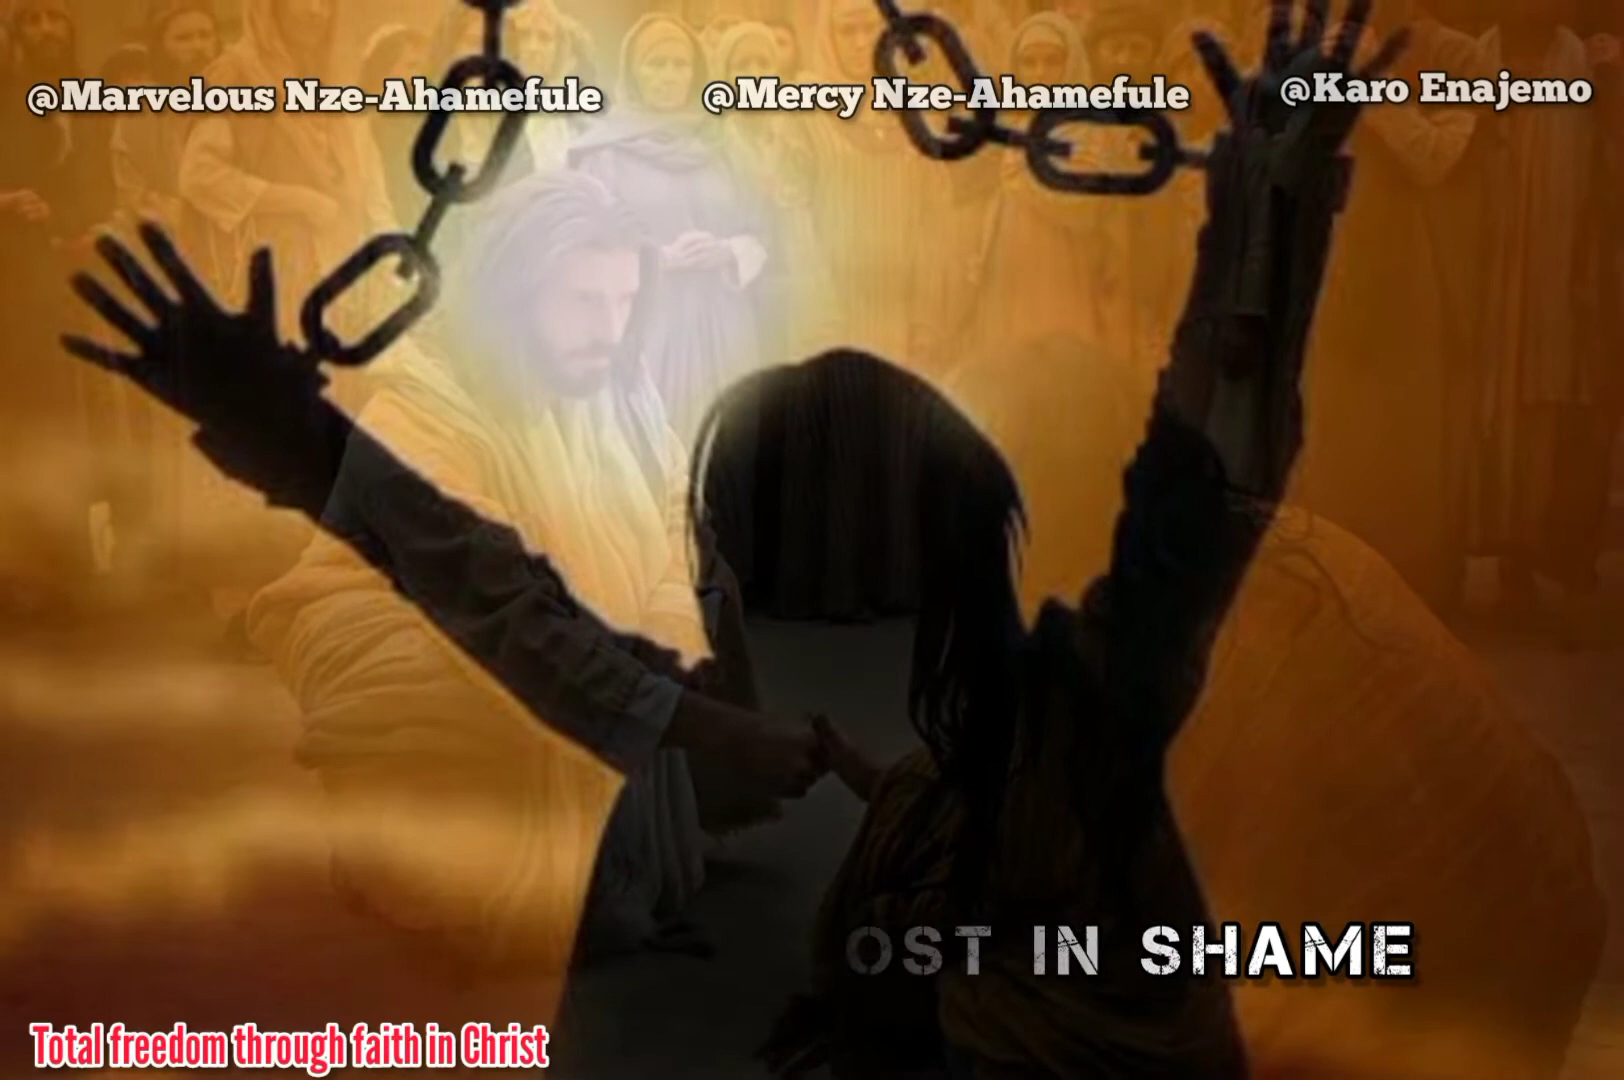 @Marvelous Nze-Ahamefule @Mercy Nze-Ahamefule @Karo Enajemo
OST IN SHAME
Total freedom through faith in Christ